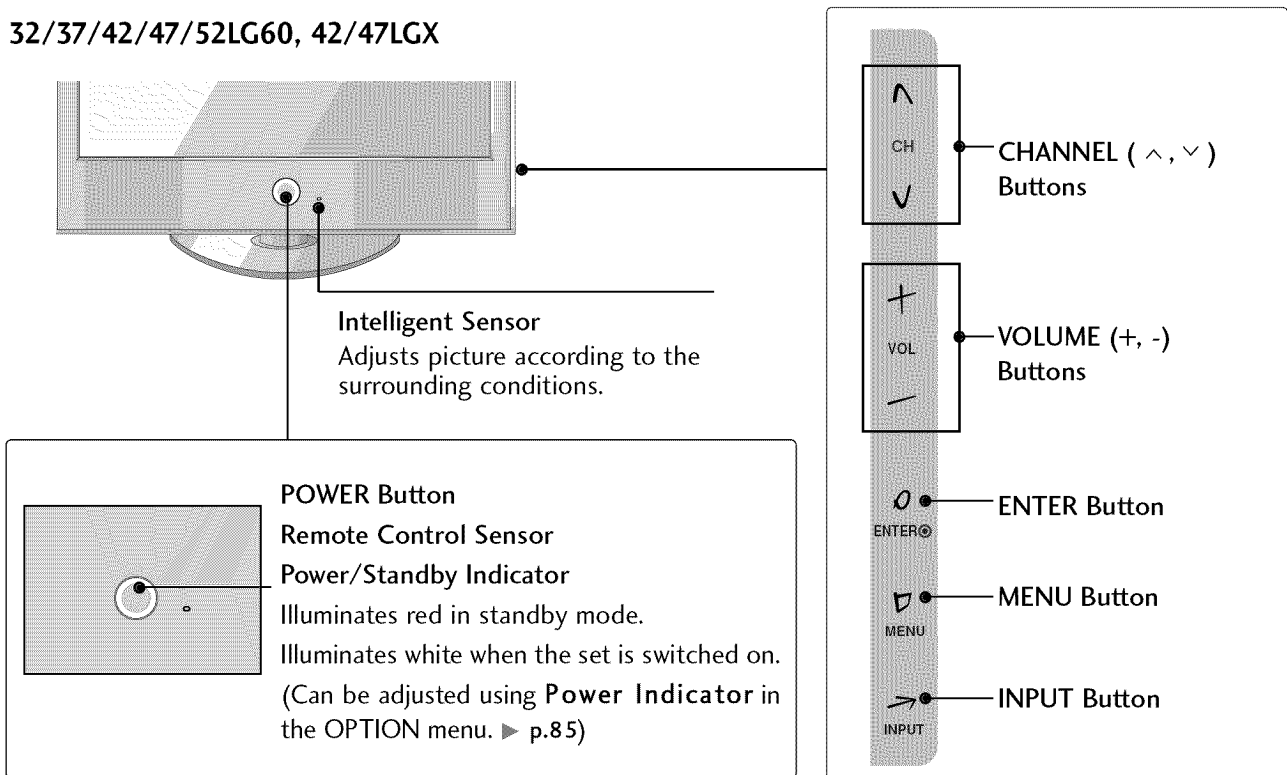 32/37/42/47/52LG60, 42/47LGX
Intelligent Sensor
Adjusts picture according to the
surrounding conditions.
POWER Button
Remote Control Sensor
Power/Standby Indicator
Illuminates red in standby mode.
Illuminates white when the set is switched on.
(Can be adjusted using Power Indicator in
the OPTION menu. ▶ p.85)
CH
CHANNEL ( ∧, ∨ )
Buttons
+
VOL
-
VOLUME (+, -)
Buttons
ENTER◉
ENTER Button
MENU
MENU Button
INPUT
INPUT Button